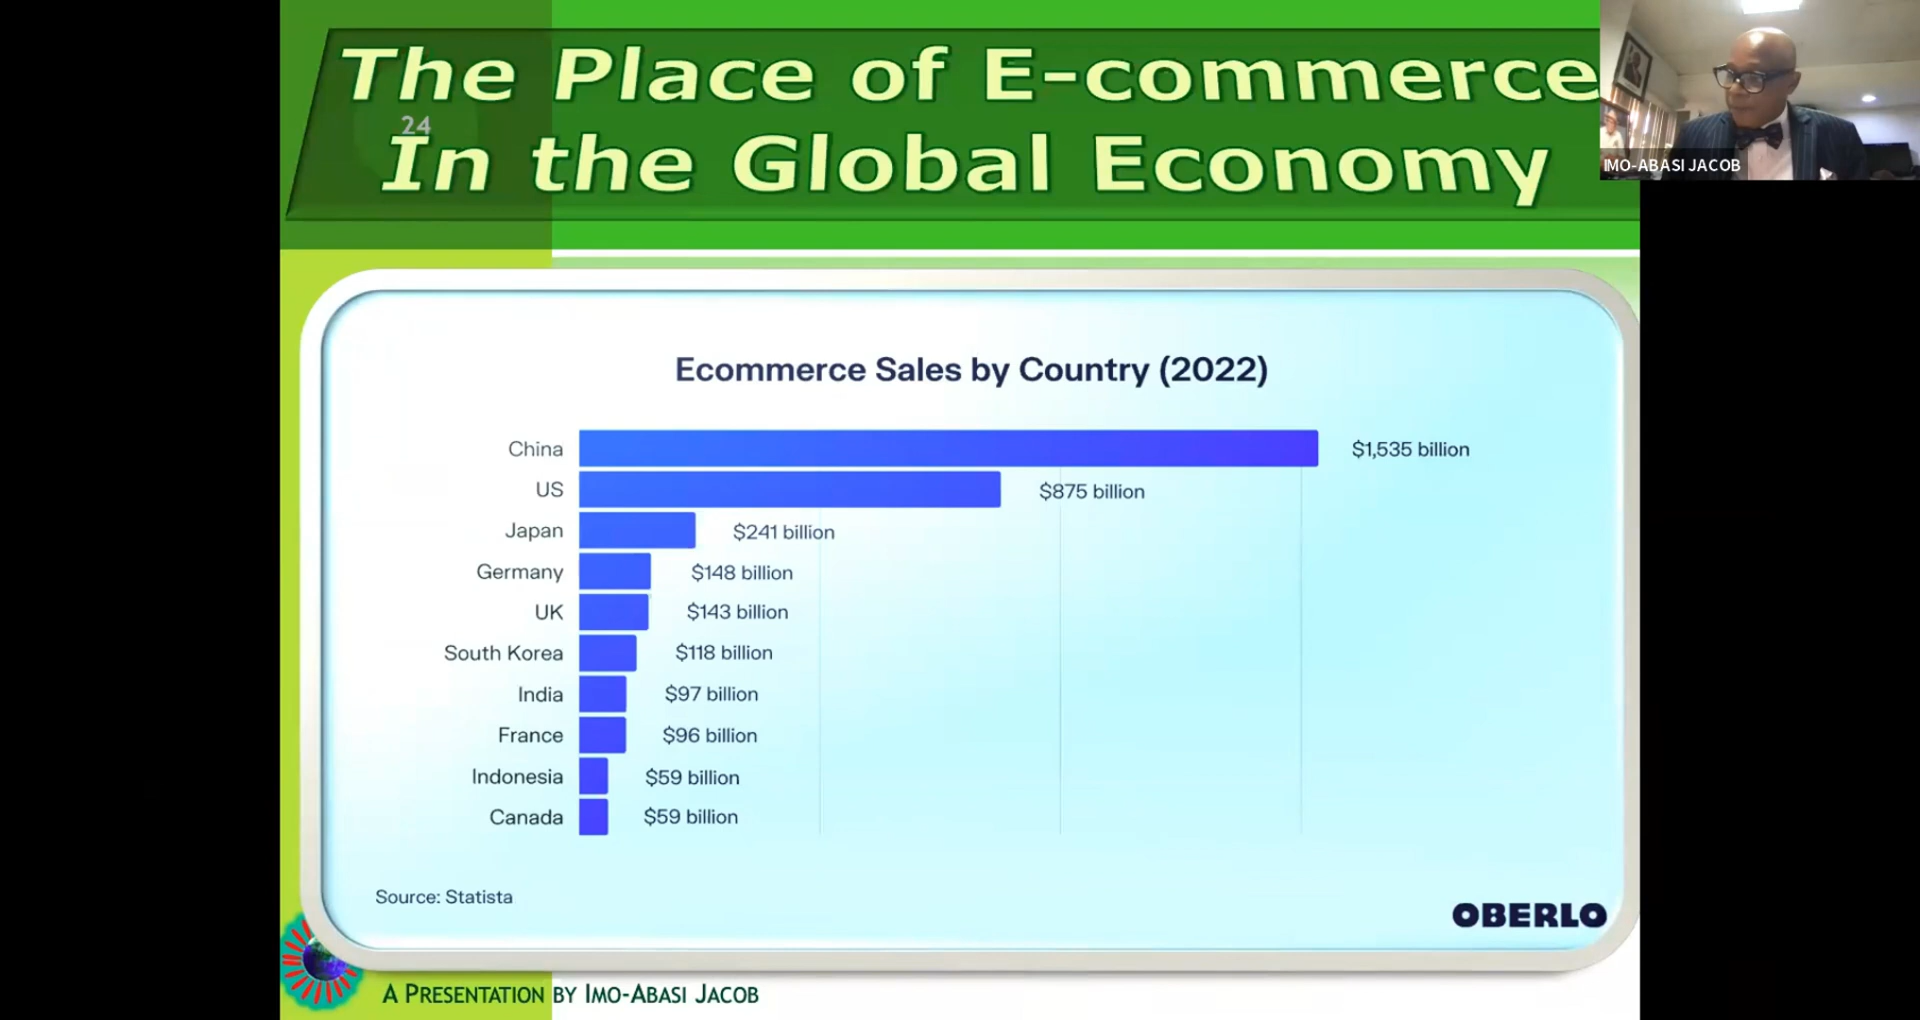 The Place of E-commerce
24
In the Global Economy
IMO-ABASI JACOB
Ecommerce Sales by Country (2022)
China $1,535 billion
US $875 billion
Japan $241 billion
Germany $148 billion
UK $143 billion
South Korea $118 billion
India $97 billion
France $96 billion
Indonesia $59 billion
Canada $59 billion
Source: Statista
OBERLO
A PRESENTATION BY IMO-ABASI JACOB